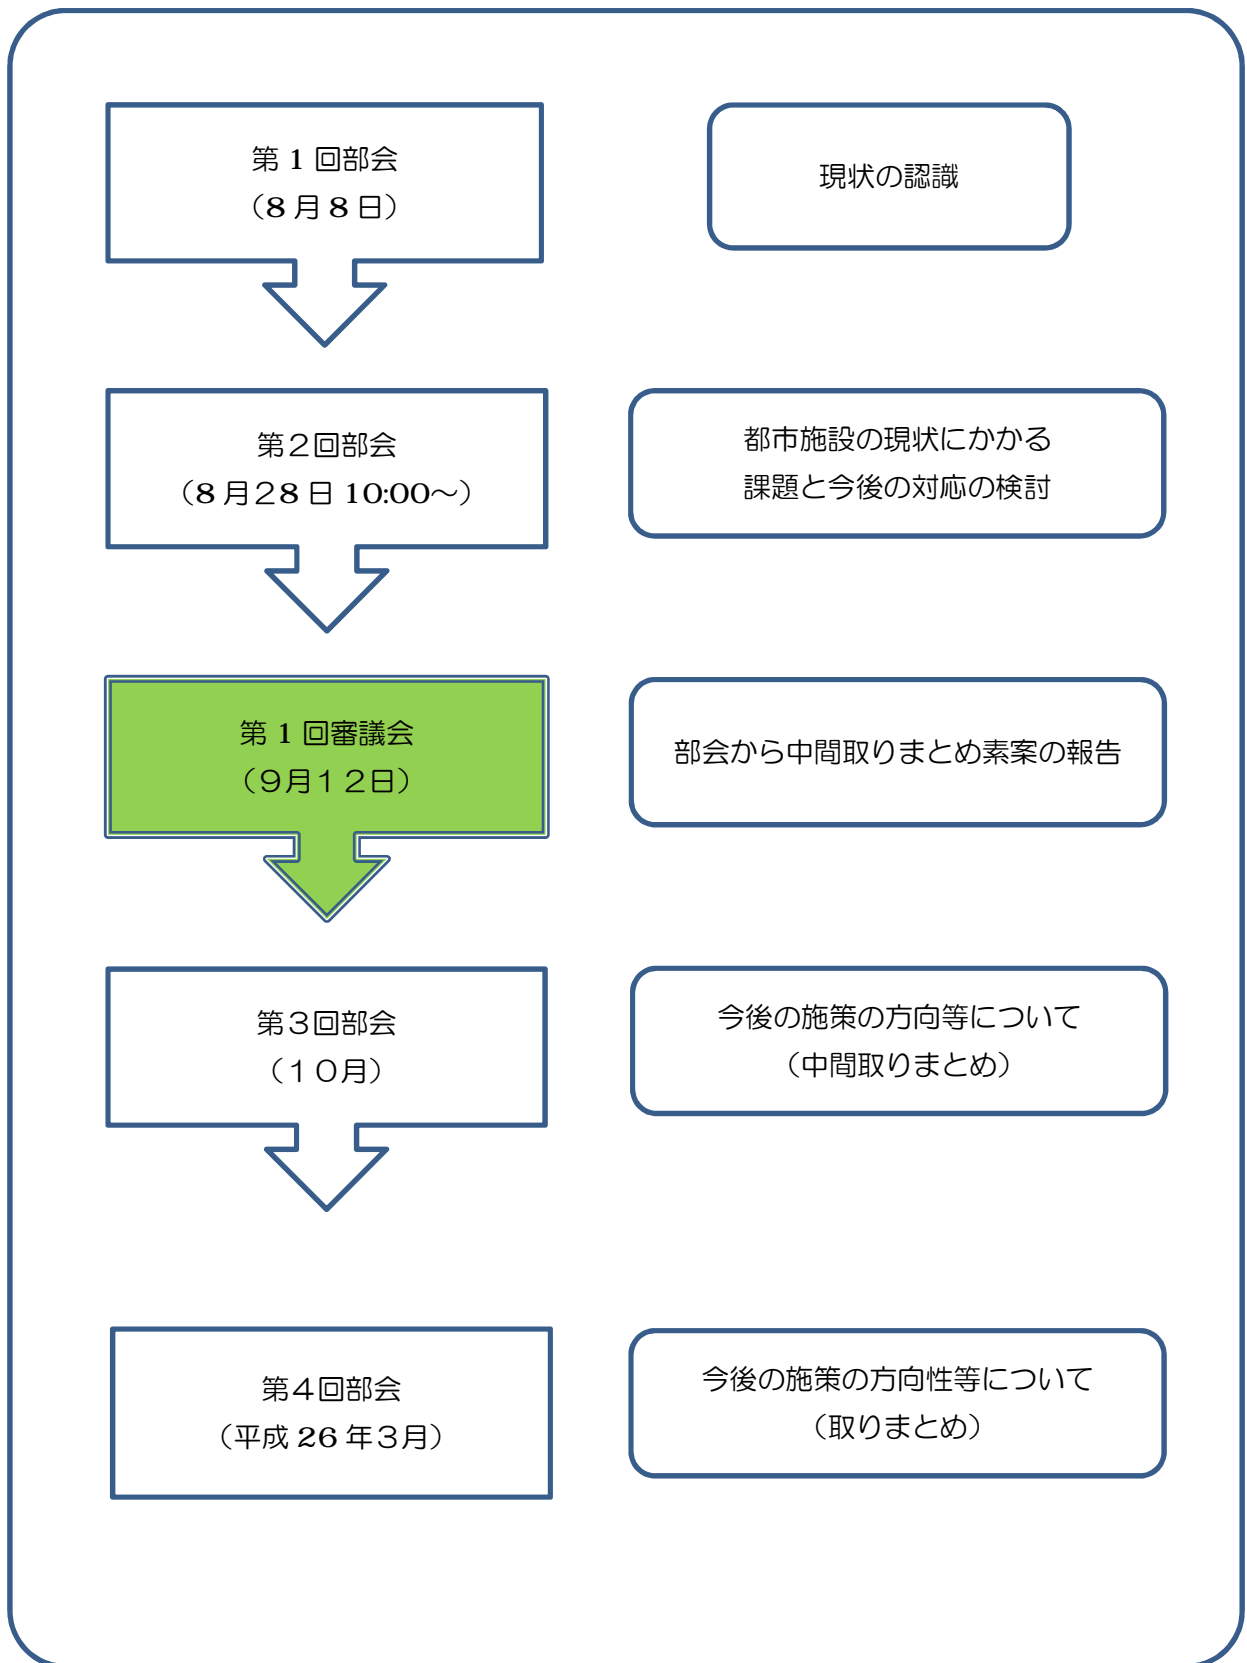 第 1 回部会
（8 月 8 日）
現状の認識
第２回部会
（8 月２8 日 10:00～）
都市施設の現状にかかる
課題と今後の対応の検討
第 1 回審議会
（９月１２日）
部会から中間取りまとめ素案の報告
第３回部会
（１０月）
今後の施策の方向等について
（中間取りまとめ）
第４回部会
（平成 26 年３月）
今後の施策の方向性等について
（取りまとめ）